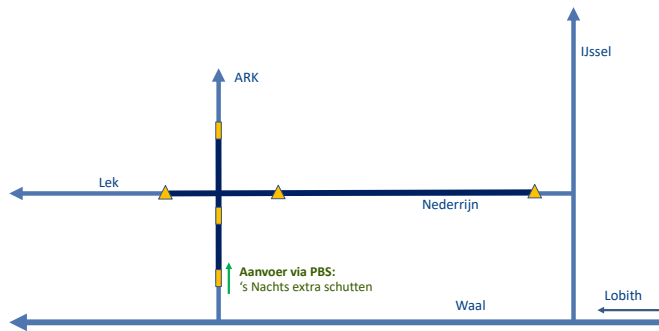 IJssel
ARK
Lek
Nederrijn
Aanvoer via PBS:
‘s Nachts extra schutten
Lobith
Waal